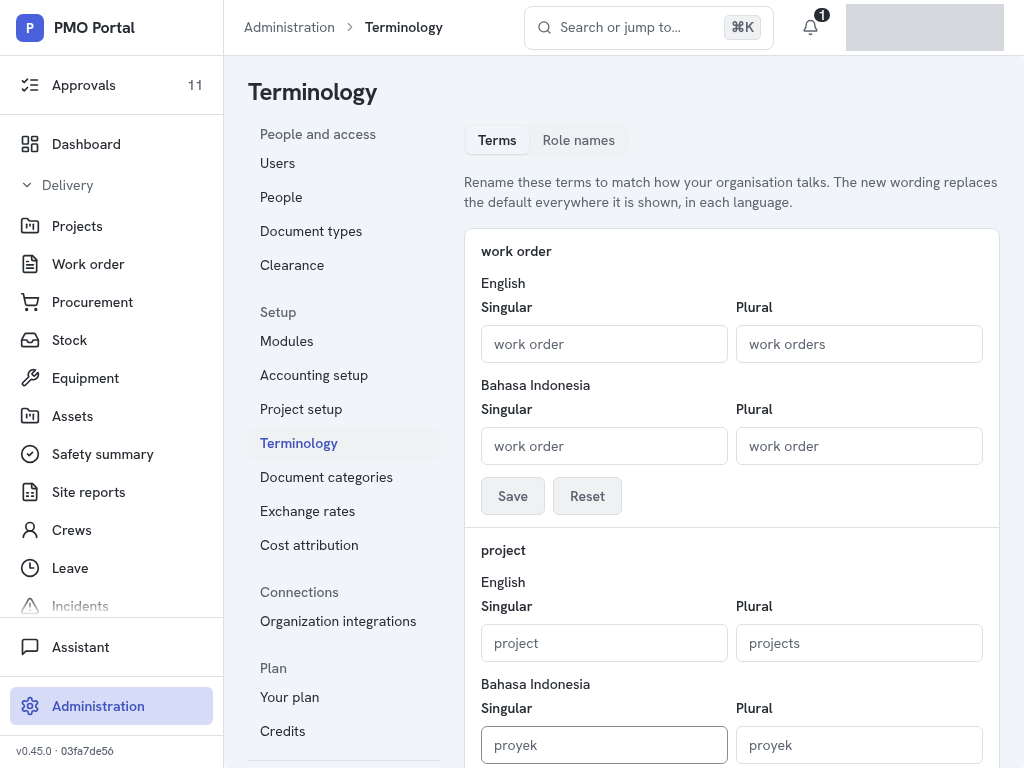 P PMO Portal
Administration > Terminology
Search or jump to... ⌘K
1
Approvals 11
Dashboard
Delivery
Projects
Work order
Procurement
Stock
Equipment
Assets
Safety summary
Site reports
Crews
Leave
Incidents
Assistant
Administration
v0.45.0 · 03fa7de56
Terminology
People and access
Users
People
Document types
Clearance
Setup
Modules
Accounting setup
Project setup
Terminology
Document categories
Exchange rates
Cost attribution
Connections
Organization integrations
Plan
Your plan
Credits
Terms Role names
Rename these terms to match how your organisation talks. The new wording replaces
the default everywhere it is shown, in each language.
work order
English
Singular Plural
work order work orders
Bahasa Indonesia
Singular Plural
work order work order
Save Reset
project
English
Singular Plural
project projects
Bahasa Indonesia
Singular Plural
proyek proyek